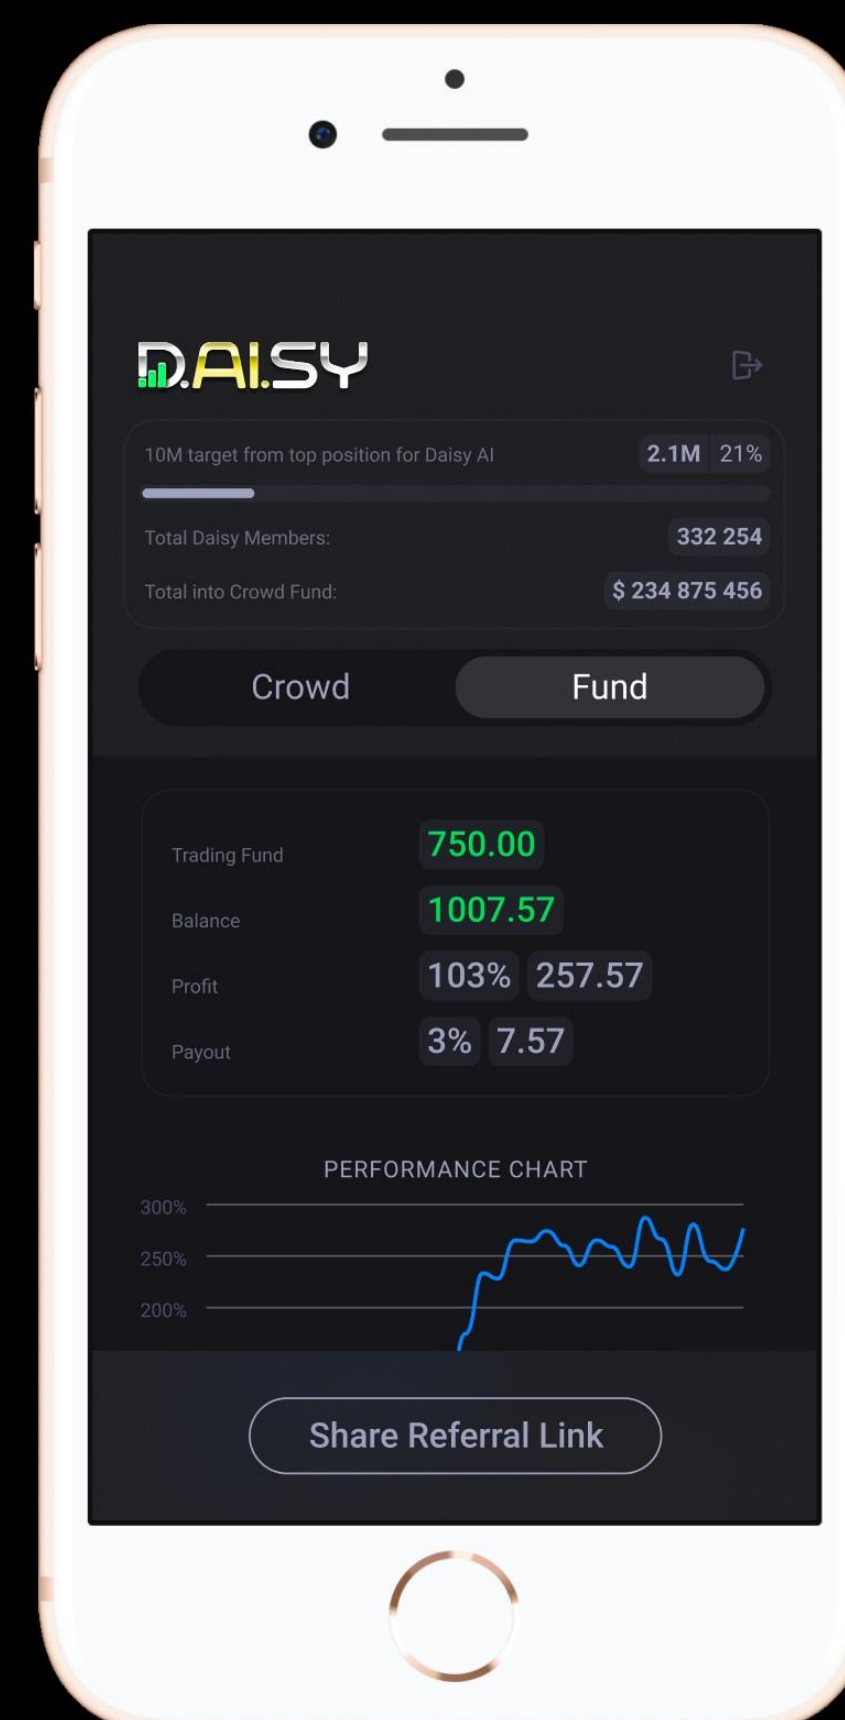 D.AI.SY
10M target from top position for Daisy AI 2.1M 21%
Total Daisy Members: 332 254
Total into Crowd Fund: $ 234 875 456
Crowd Fund
Trading Fund 750.00
Balance 1007.57
Profit 103% 257.57
Payout 3% 7.57
PERFORMANCE CHART
300%
250%
200%
Share Referral Link